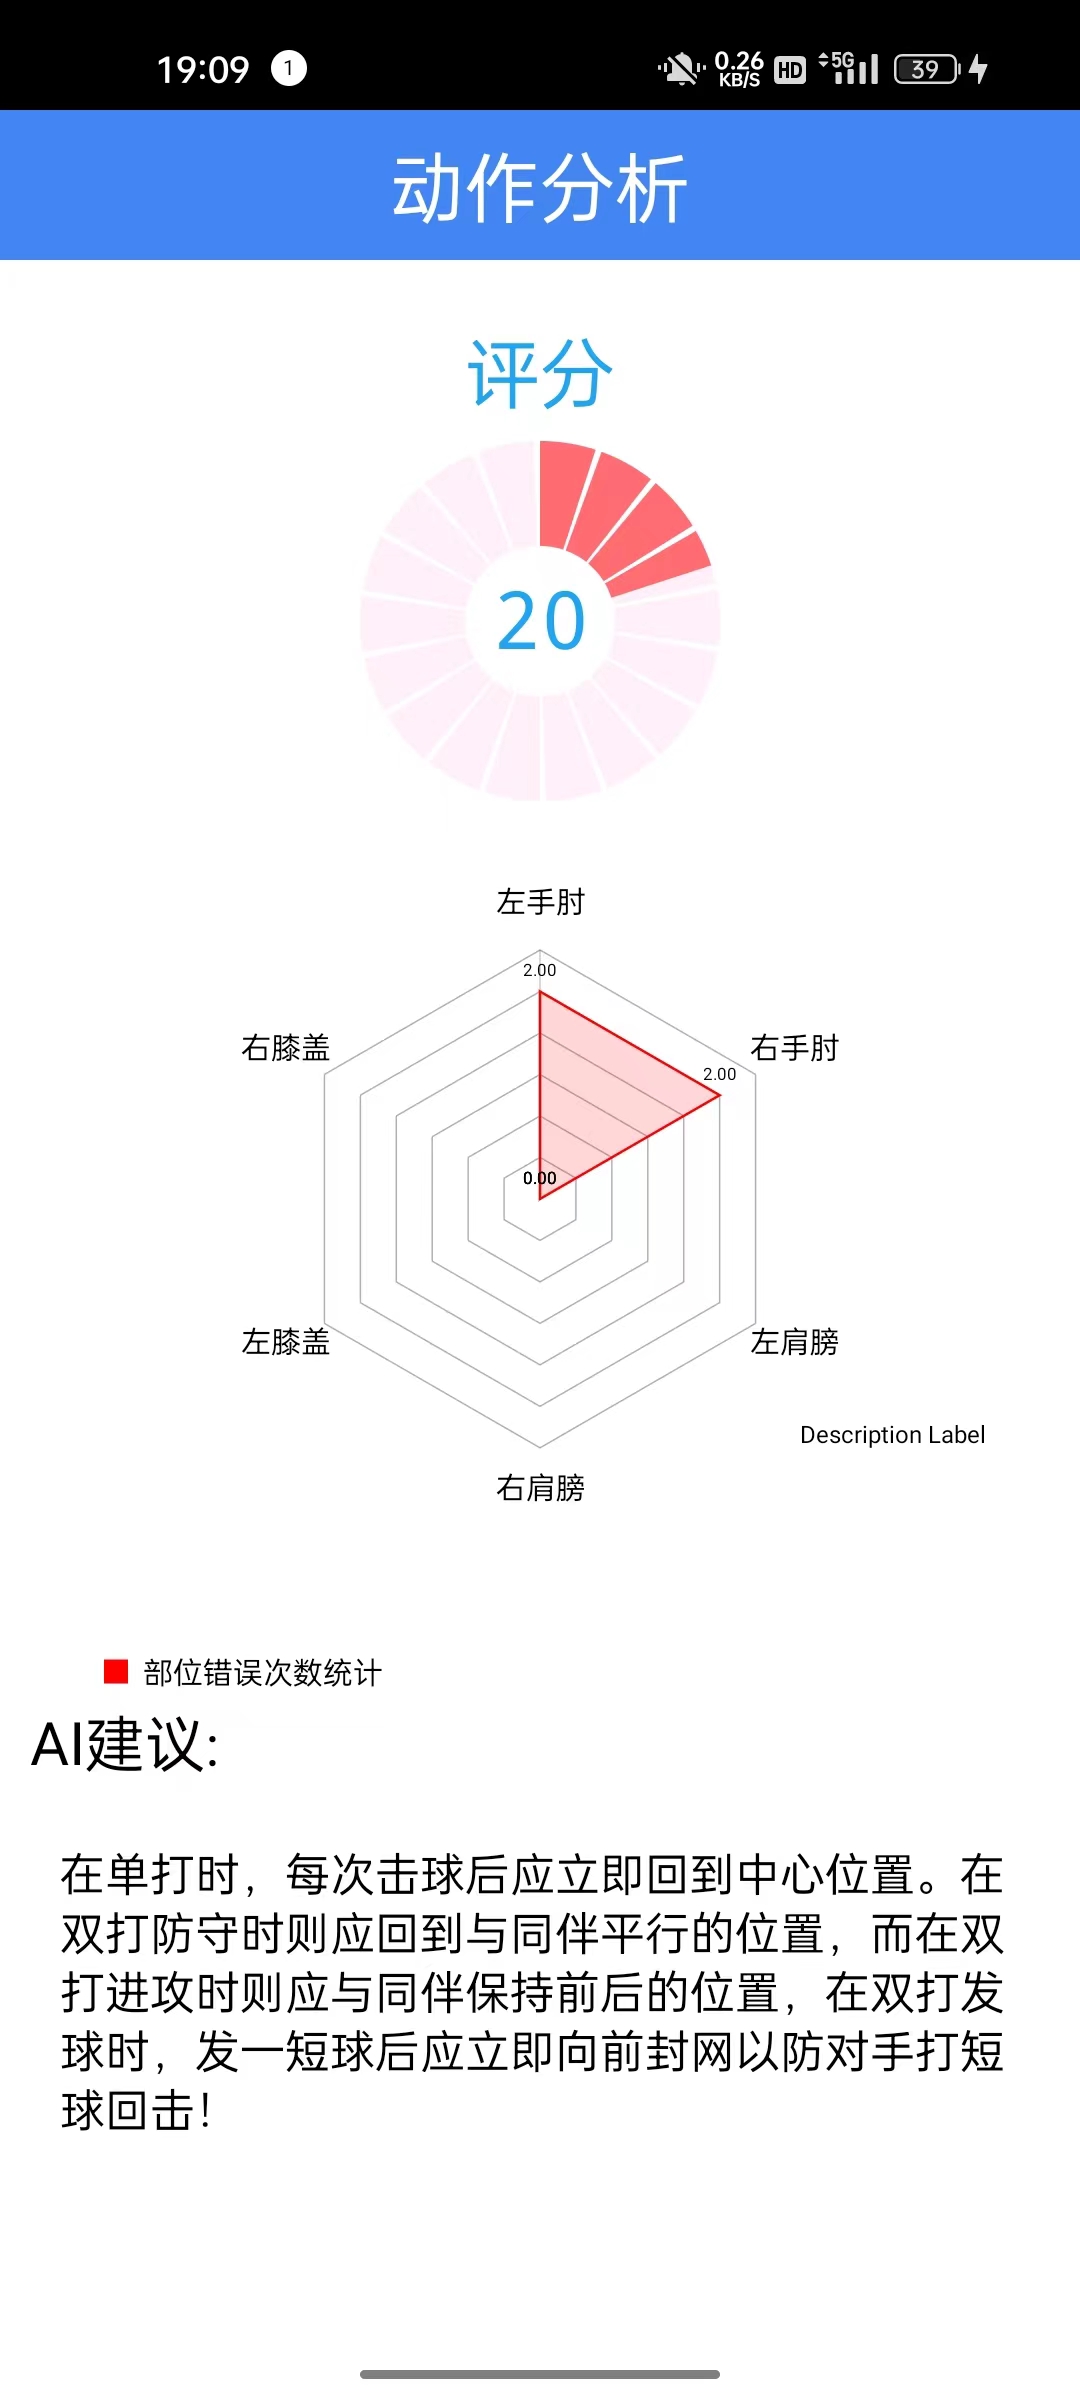 19:09 1 0.26 KB/S HD 5G 39
动作分析
评分
20
左手肘
2.00
右膝盖 右手肘
2.00
0.00
左膝盖 左肩膀
Description Label
右肩膀
部位错误次数统计
AI建议:
在单打时，每次击球后应立即回到中心位置。在
双打防守时则应回到与同伴平行的位置，而在双
打进攻时则应与同伴保持前后的位置，在双打发
球时，发一短球后应立即向前封网以防对手打短
球回击！